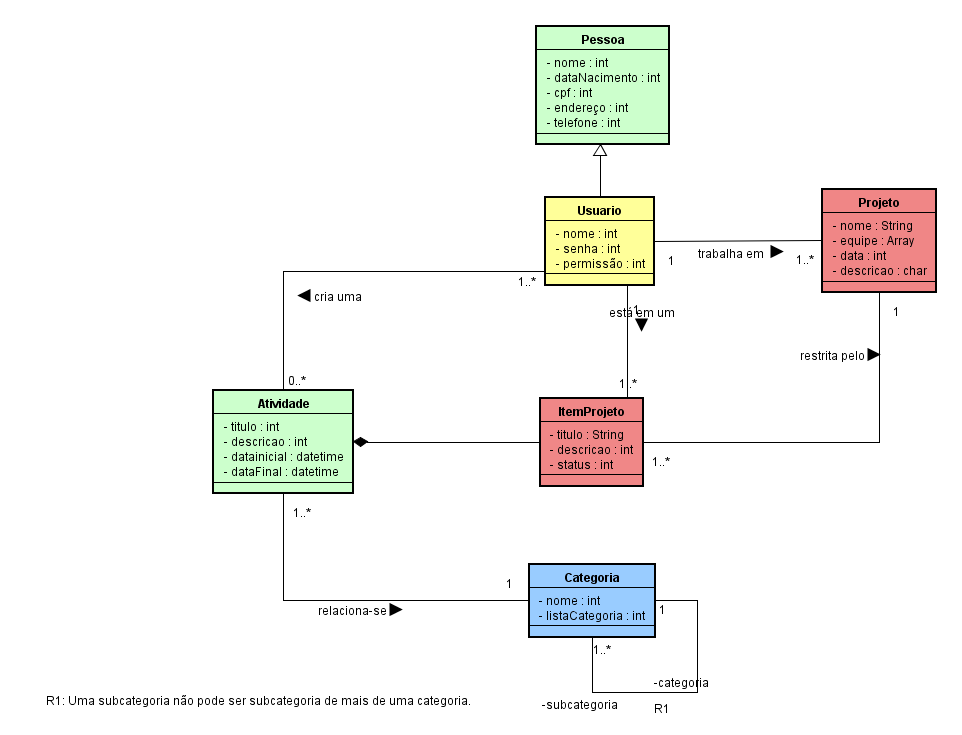 Pessoa
- nome : int
- dataNacimento : int
- cpf : int
- endereço : int
- telefone : int
Usuario
- nome : int
- senha : int
- permissão : int
Projeto
- nome : String
- equipe : Array
- data : int
- descricao : char
1
trabalha em
1..*
1..*
cria uma
1
está em um
1
restrita pelo
0..*
1..*
Atividade
- titulo : int
- descricao : int
- datainicial : datetime
- dataFinal : datetime
ItemProjeto
- titulo : String
- descricao : int
- status : int
1..*
1..*
1
relaciona-se
Categoria
- nome : int
- listaCategoria : int
1
1..*
-categoria
-subcategoria
R1
R1: Uma subcategoria não pode ser subcategoria de mais de uma categoria.